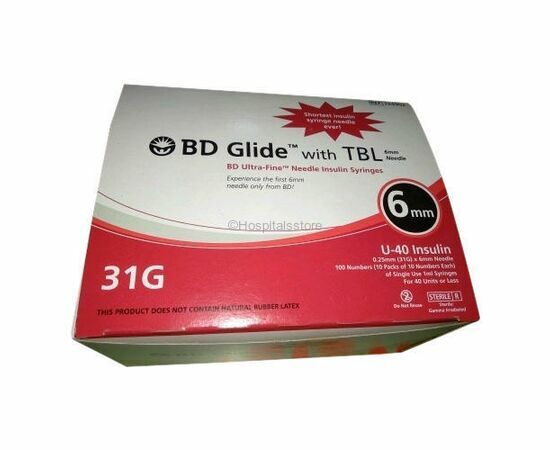 Shortest insulin
syringe needle
ever!
BD Glide™ with TBL 6mm
Needle
BD Ultra-Fine™ Needle Insulin Syringes
Experience the first 6mm
needle only from BD!
6mm
©Hospitalsstore
U-40 Insulin
0.25mm (31G) x 6mm Needle
100 Numbers (10 Packs of 10 Numbers Each)
of Single Use 1ml Syringes
For 40 Units or Less
31G
2
Do Not Reuse
STERILE R
Sterile:
Gamma Irradiated
THIS PRODUCT DOES NOT CONTAIN NATURAL RUBBER LATEX